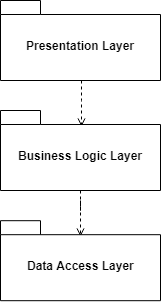 Presentation Layer
Business Logic Layer
Data Access Layer